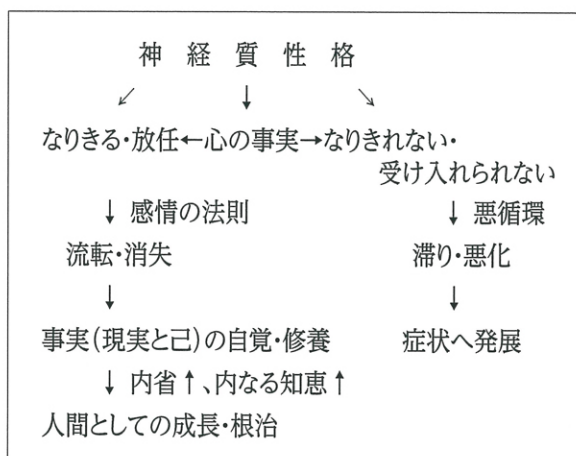 神経質性格
↙ ↓ ↘
なりきる・放任←心の事実→なりきれない・
受け入れられない
↓ 感情の法則 ↓ 悪循環
流転・消失 滞り・悪化
↓ ↓
事実(現実と己)の自覚・修養 症状へ発展
↓ 内省↑、内なる知恵↑
人間としての成長・根治